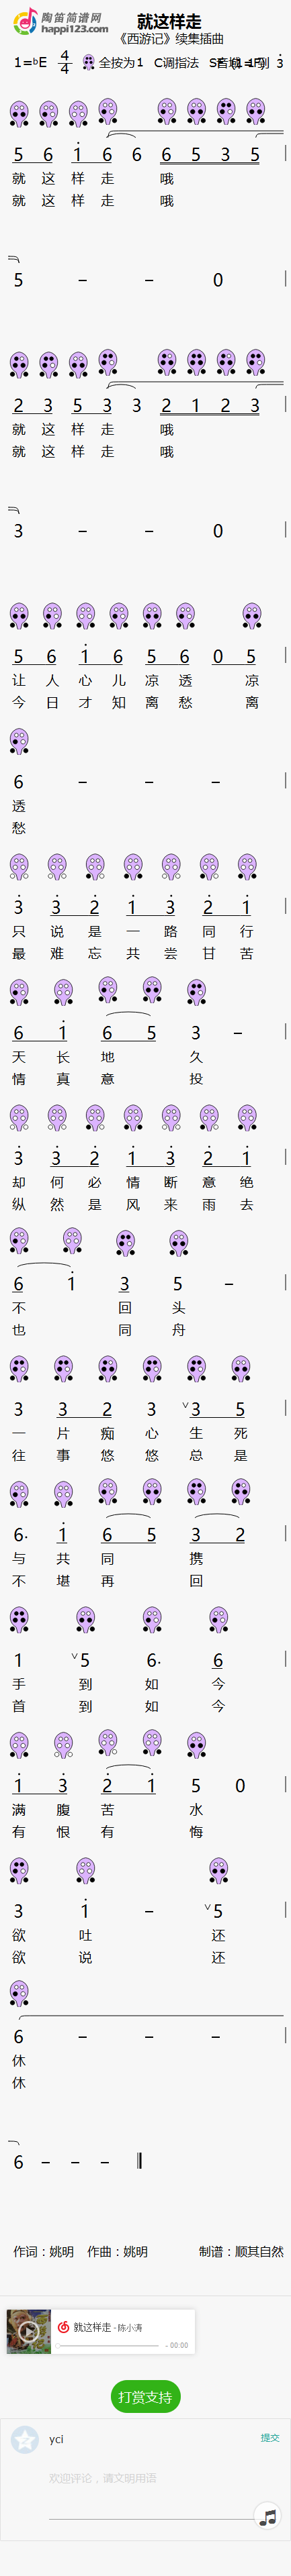 陶笛简谱网
happi123.com
就这样走
《西游记》续集插曲
1=♭E 4/4 全按为1 C调指法
5 6 1 6 6 6 5 3 5
就 这 样 走 哦
就 这 样 走 哦
5 - - 0
2 3 5 3 3 2 1 2 3
就 这 样 走 哦
就 这 样 走 哦
3 - - 0
5 6 1 6 5 6 0 5
让 人 心 儿 凉 透 凉
今 日 才 知 离 愁 离
6 - - -
透
愁
3 3 2 1 3 2 1
只 说 是 一 路 同 行
最 难 忘 共 尝 甘 苦
6 1 6 5 3 -
天 长 地 久
情 真 意 投
3 3 2 1 3 2 1
却 何 必 情 断 意 绝
纵 然 是 风 来 雨 去
6 1 3 5 -
不 回 头
也 同 舟
3 3 2 3 ∨3 5
一 片 痴 心 生 死
往 事 悠 悠 总 是
6· 1 6 5 3 2
与 共 同 携
不 堪 再 回
1 ∨5 6· 6
手 到 如 今
首 到 如 今
1 3 2 1 5 0
满 腹 苦 水
有 恨 有 悔
3 1 - ∨5
欲 吐 还
欲 说 还
6 - - -
休
休
6 - - -
作词：姚明 作曲：姚明 制谱：顺其自然
就这样走 - 陈小涛
- 00:00
打赏支持
yci 提交
欢迎评论，请文明用语